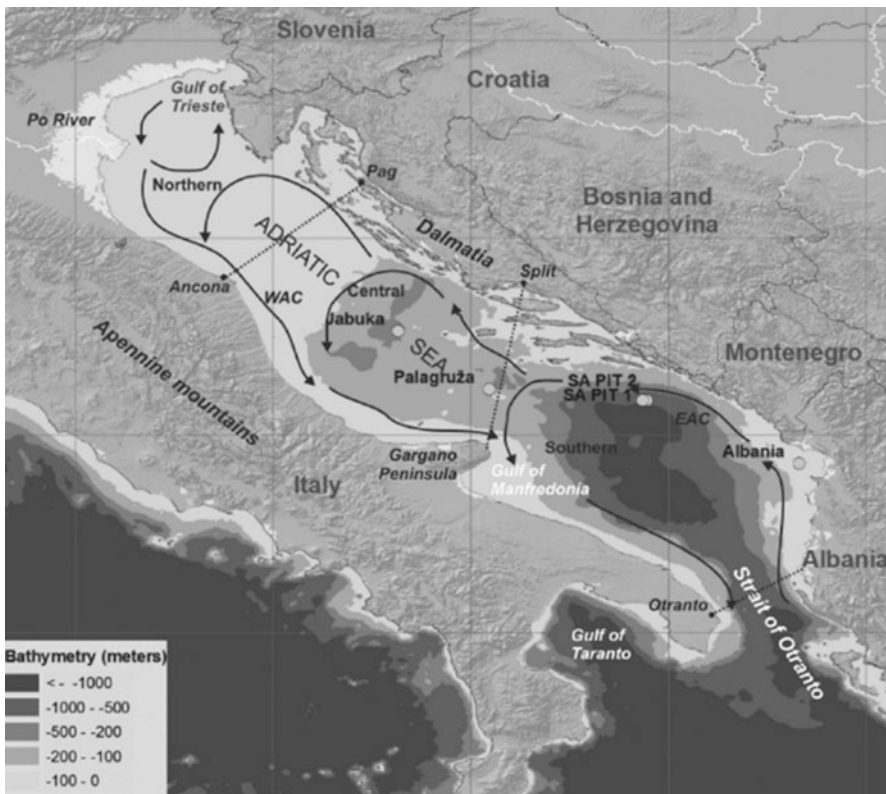 Slovenia
Croatia
Gulf of
Trieste
Po River
Northern
Pag
Bosnia and
Herzegovina
ADRIATIC
Dalmatia
Ancona
WAC
Central
Split
Jabuka
SEA
Apennine mountains
Palagruža
Montenegro
SA PIT 2
SA PIT 1
EAC
Gargano
Peninsula
Southern
Albania
Italy
Gulf of
Manfredonia
Albania
Otranto
Strait of Otranto
Gulf of
Taranto
Bathymetry (meters)
< - -1000
-1000 - -500
-500 - -200
-200 - -100
-100 - 0